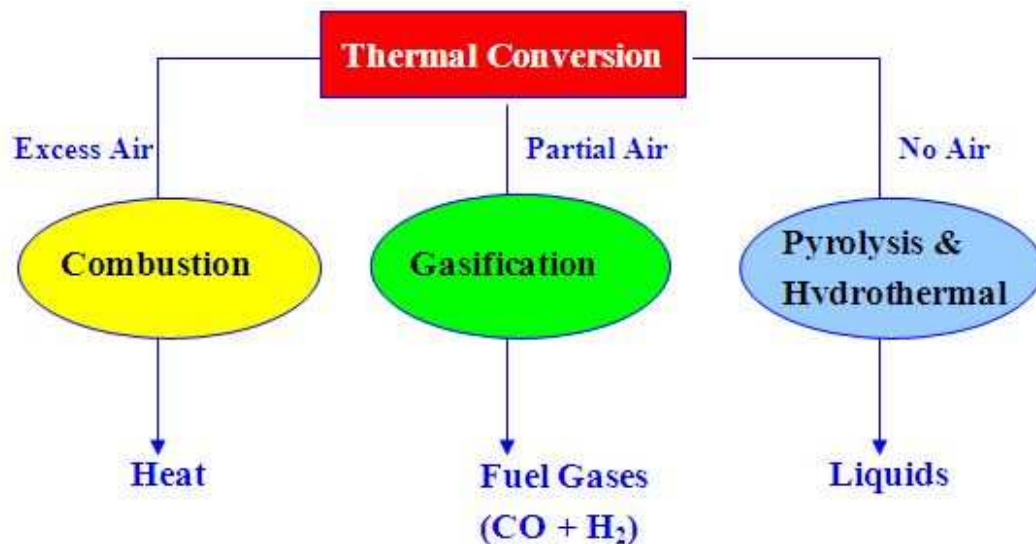 Thermal Conversion
Excess Air
Partial Air
No Air
Combustion
Gasification
Pyrolysis &
Hvdrothermal
Heat
Fuel Gases
(CO + H₂)
Liquids